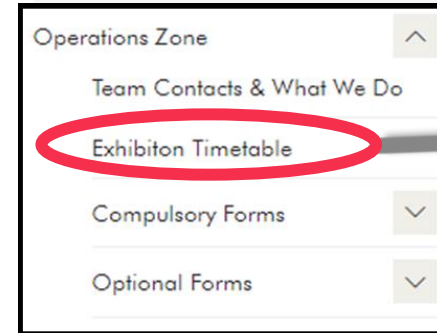 Operations Zone
Team Contacts & What We Do
Exhibiton Timetable
Compulsory Forms
Optional Forms